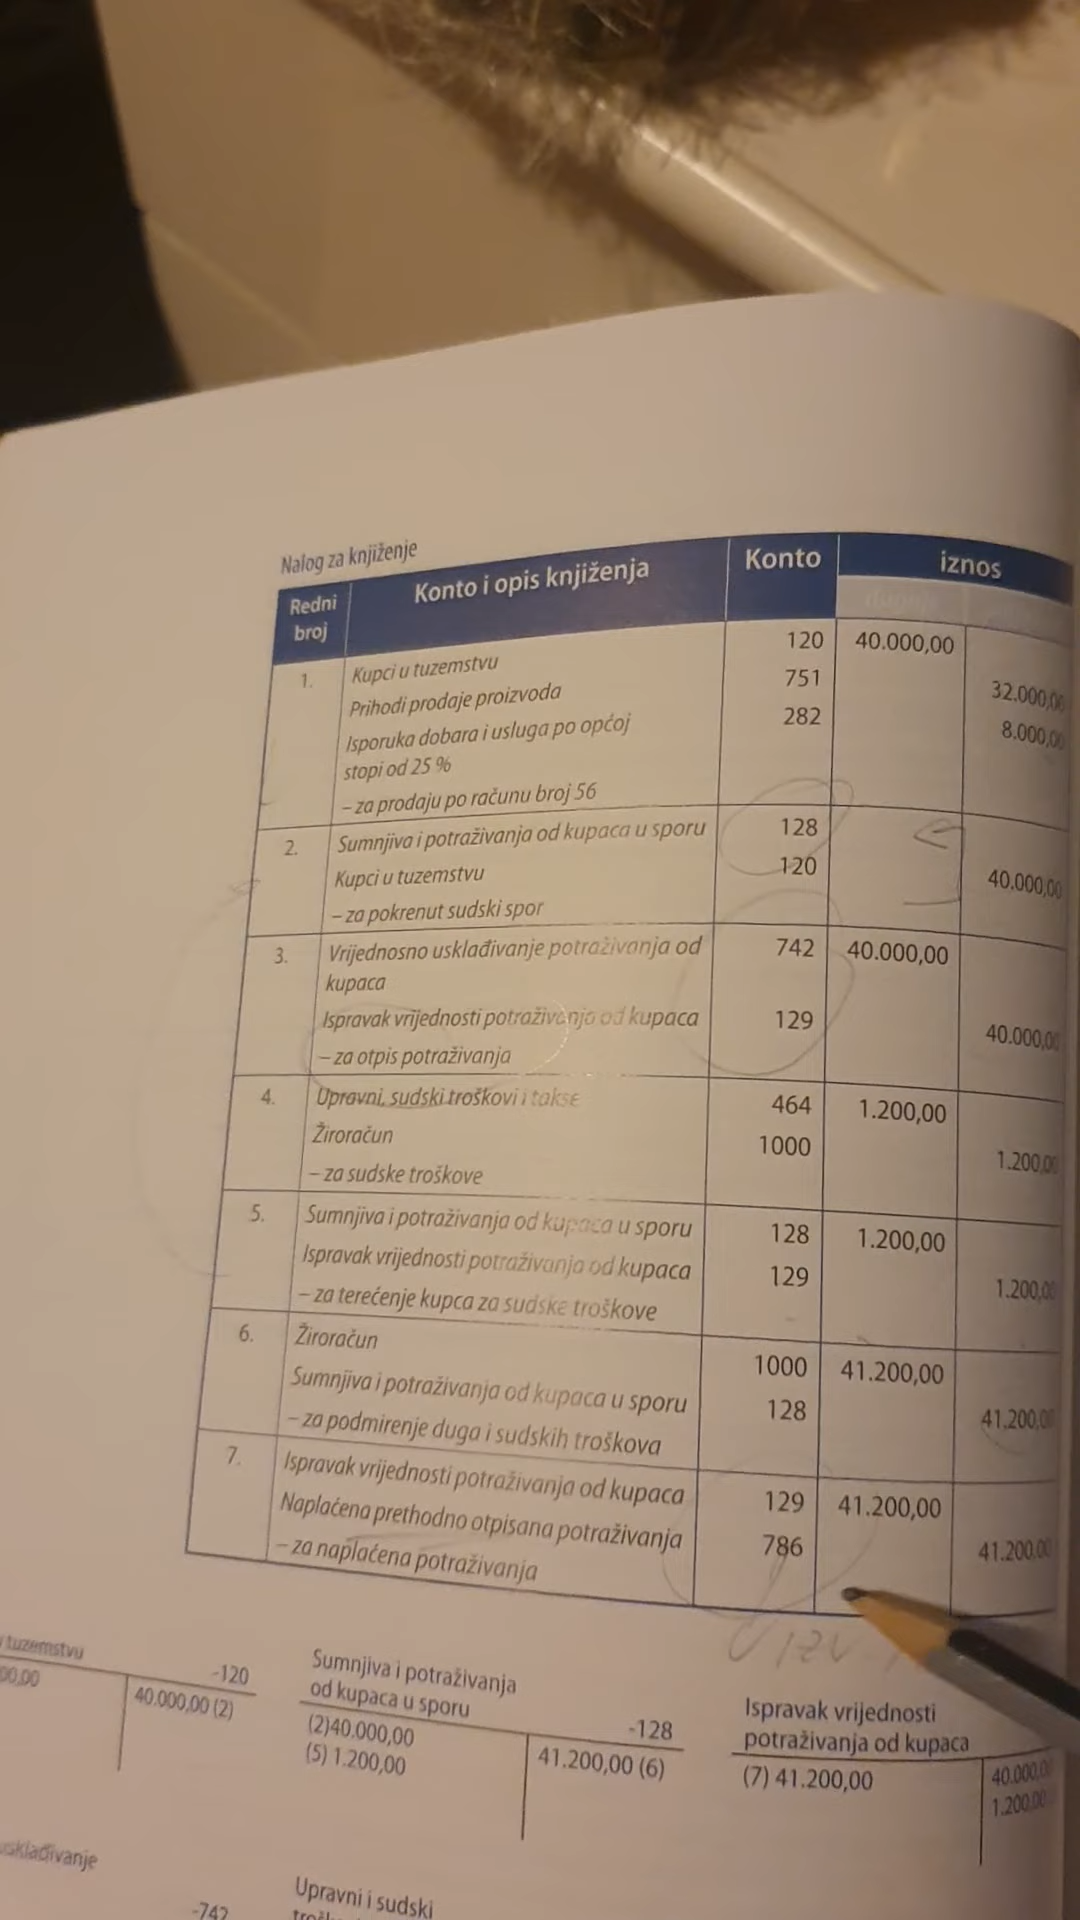 Nalog za knjiženje
Redni broj Konto i opis knjiženja Konto iznos
1. Kupci u tuzemstvu 120 40.000,00
Prihodi prodaje proizvoda 751 32.000,00
Isporuka dobara i usluga po općoj 282 8.000,00
stopi od 25 %
– za prodaju po računu broj 56
2. Sumnjiva i potraživanja od kupaca u sporu 128
Kupci u tuzemstvu 120 40.000,00
– za pokrenut sudski spor
3. Vrijednosno usklađivanje potraživanja od 742 40.000,00
kupaca
Ispravak vrijednosti potraživanja od kupaca 129 40.000,00
– za otpis potraživanja
4. Upravni, sudski troškovi i takse 464 1.200,00
Žiroračun 1000 1.200,00
– za sudske troškove
5. Sumnjiva i potraživanja od kupaca u sporu 128 1.200,00
Ispravak vrijednosti potraživanja od kupaca 129 1.200,00
– za terećenje kupca za sudske troškove
6. Žiroračun 1000 41.200,00
Sumnjiva i potraživanja od kupaca u sporu 128 41.200,00
– za podmirenje duga i sudskih troškova
7. Ispravak vrijednosti potraživanja od kupaca 129 41.200,00
Naplaćena prethodno otpisana potraživanja 786 41.200,00
– za naplaćena potraživanja
tuzemstvu -120
00,00 40.000,00 (2)
Sumnjiva i potraživanja
od kupaca u sporu -128
(2)40.000,00
(5) 1.200,00 41.200,00 (6)
Ispravak vrijednosti
potraživanja od kupaca
(7) 41.200,00 40.000,0
1.200,00
usklađivanje
-742
Upravni i sudski